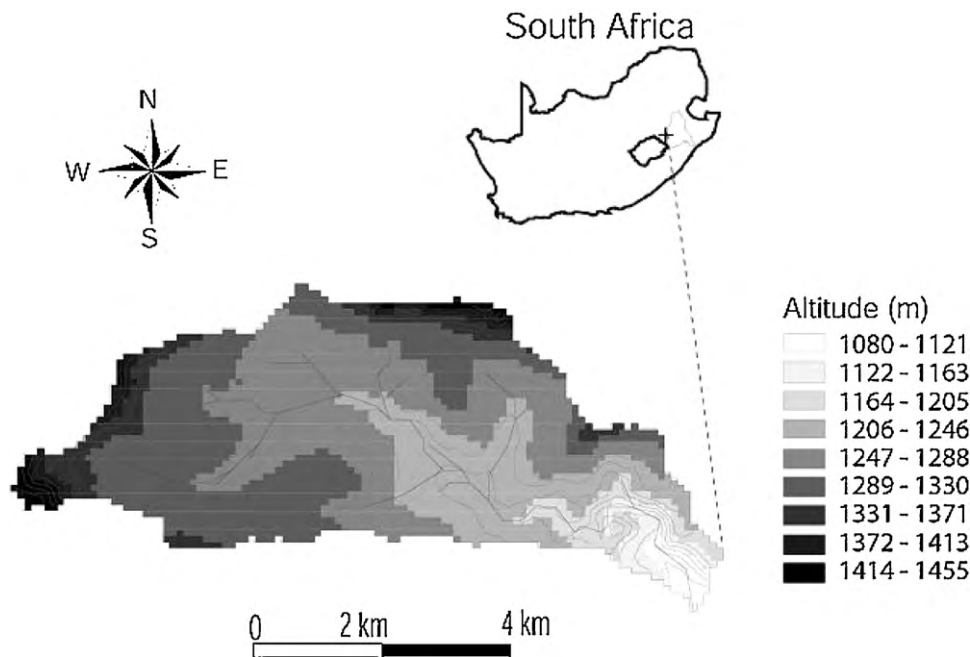 South Africa
N
W E
S
Altitude (m)
1080 - 1121
1122 - 1163
1164 - 1205
1206 - 1246
1247 - 1288
1289 - 1330
1331 - 1371
1372 - 1413
1414 - 1455
0 2 km 4 km